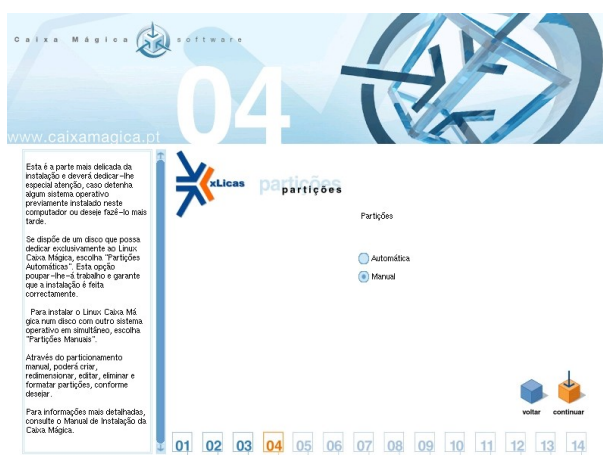 Caixa Mágica software
04
www.caixamagica.pt
Esta é a parte mais delicada da
instalação e deverá dedicar-lhe
especial atenção, caso detenha
algum sistema operativo
previamente instalado neste
computador ou deseje fazê-lo mais
tarde.
Se dispõe de um disco que possa
dedicar exclusivamente ao Linux
Caixa Mágica, escolha "Partições
Automáticas". Esta opção
poupar-lhe-á trabalho e garante
que a instalação é feita
correctamente.
Para instalar o Linux Caixa Má
gica num disco com outro sistema
operativo em simultâneo, escolha
"Partições Manuais".
Através do particionamento
manual, poderá criar,
redimensionar, editar, eliminar e
formatar partições, conforme
desejar.
Para informações mais detalhadas,
consulte o Manual de Instalação da
Caixa Mágica.
xLicas
partições
partições
Partições
Automática
Manual
voltar continuar
01 02 03 04 05 06 07 08 09 10 11 12 13 14